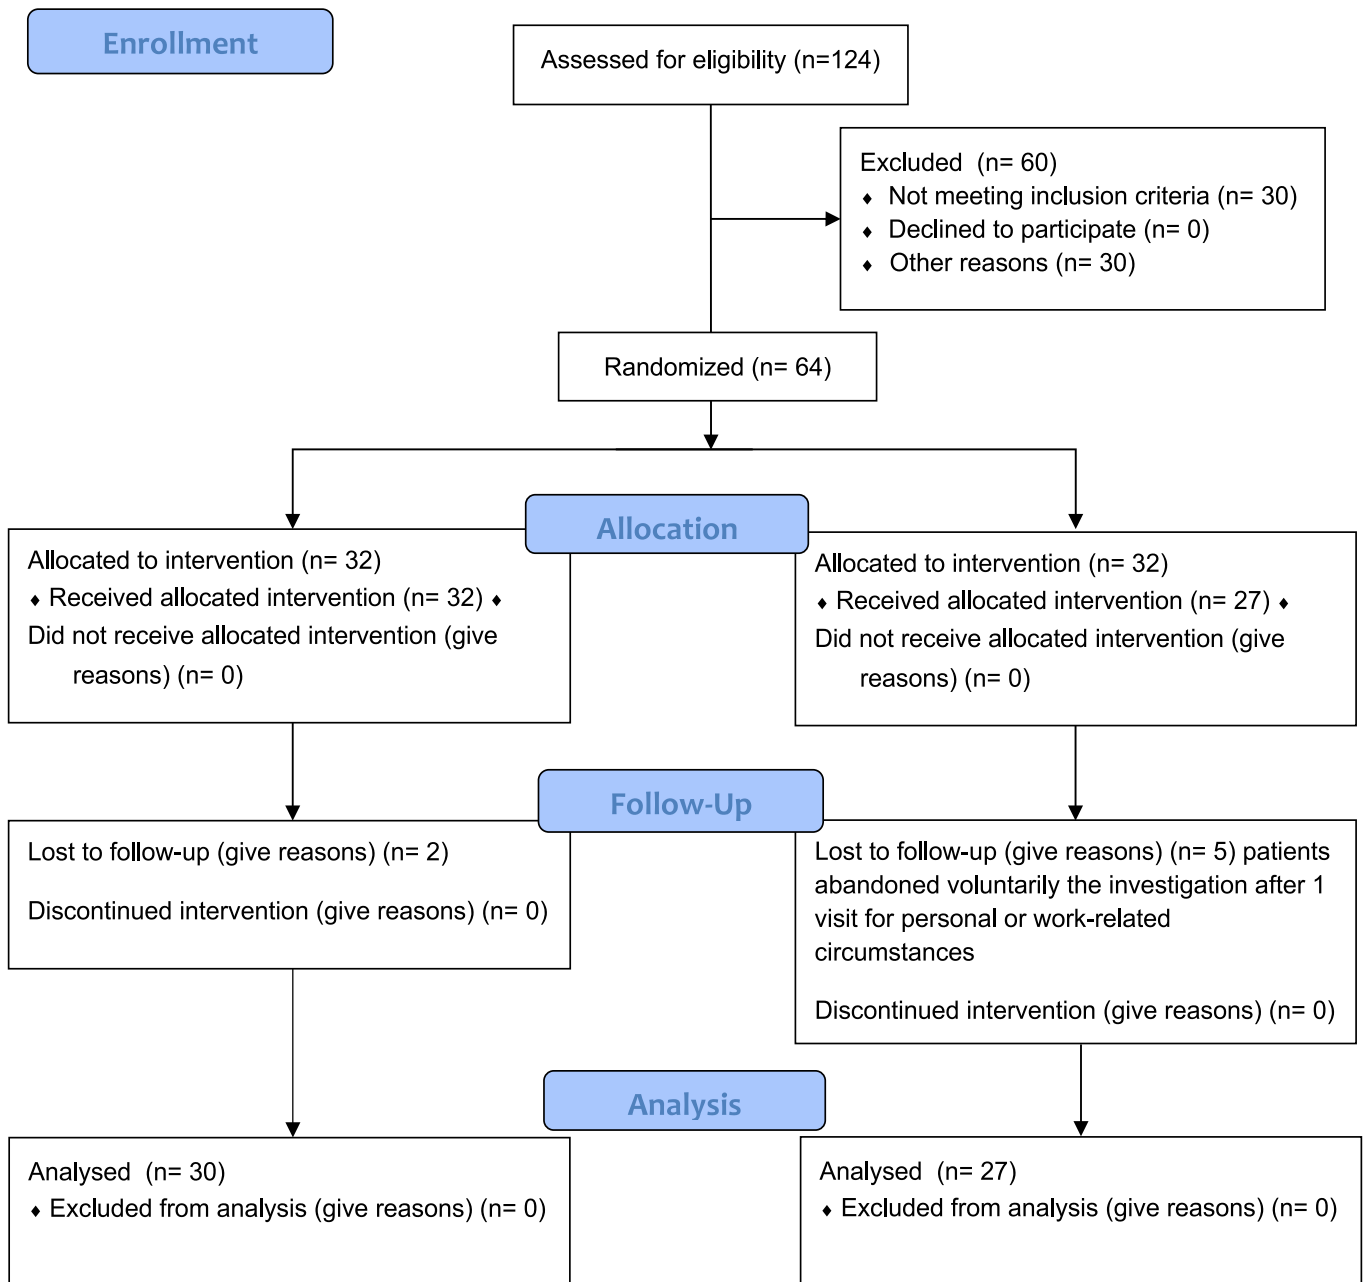 Enrollment
Assessed for eligibility (n=124)
Excluded (n= 60)
♦ Not meeting inclusion criteria (n= 30)
♦ Declined to participate (n= 0)
♦ Other reasons (n= 30)
Randomized (n= 64)
Allocation
Allocated to intervention (n= 32)
♦ Received allocated intervention (n= 32) ♦
Did not receive allocated intervention (give
reasons) (n= 0)
Allocated to intervention (n= 32)
♦ Received allocated intervention (n= 27) ♦
Did not receive allocated intervention (give
reasons) (n= 0)
Follow-Up
Lost to follow-up (give reasons) (n= 2)
Discontinued intervention (give reasons) (n= 0)
Lost to follow-up (give reasons) (n= 5) patients
abandoned voluntarily the investigation after 1
visit for personal or work-related
circumstances
Discontinued intervention (give reasons) (n= 0)
Analysis
Analysed (n= 30)
♦ Excluded from analysis (give reasons) (n= 0)
Analysed (n= 27)
♦ Excluded from analysis (give reasons) (n= 0)